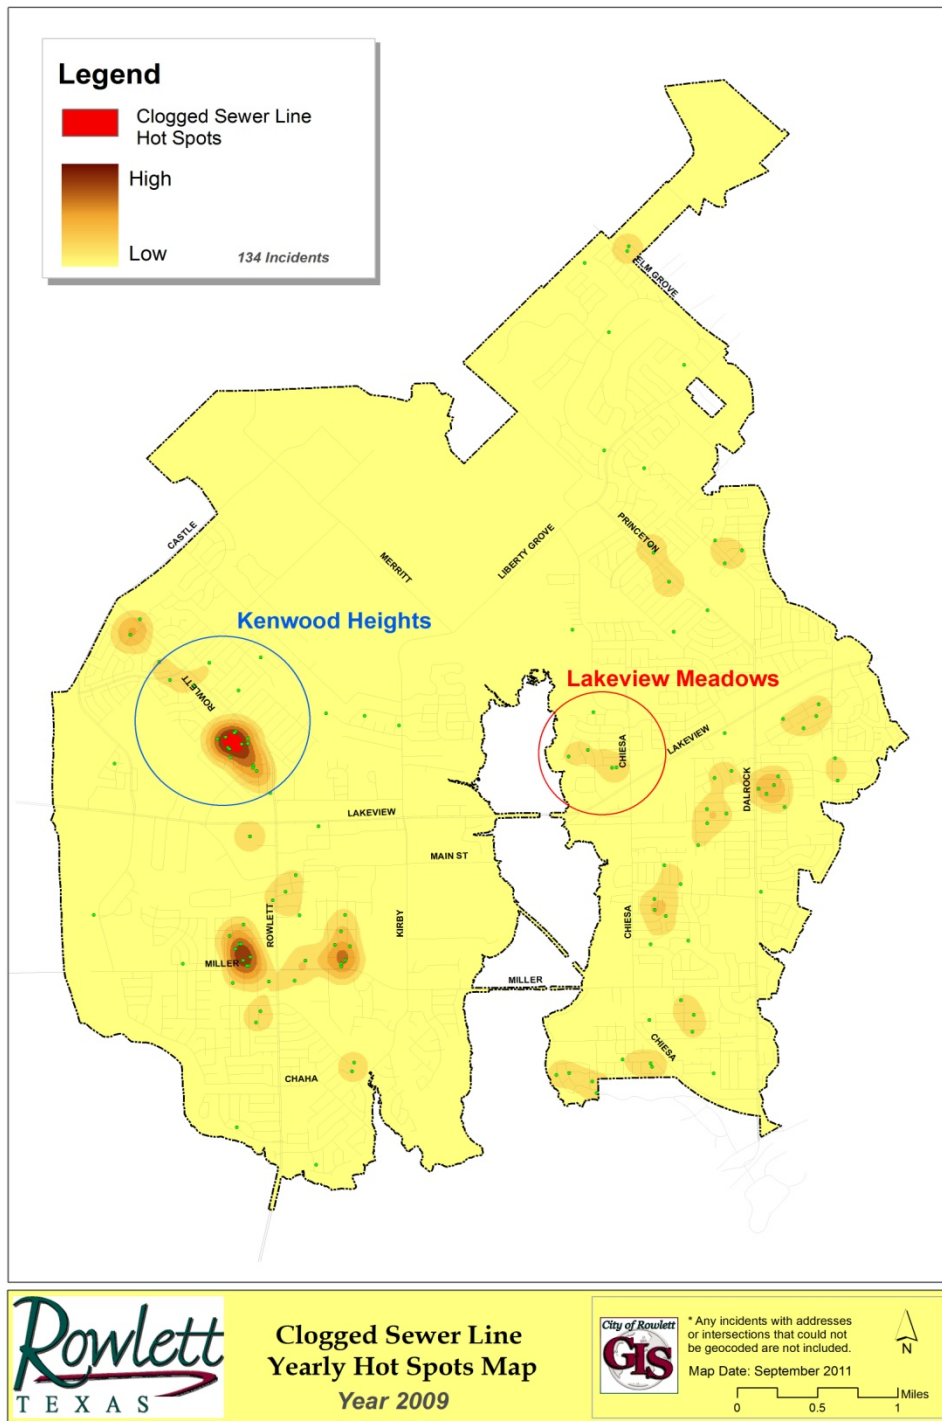 Legend
Clogged Sewer Line
Hot Spots
High
Low
134 Incidents
ELM GROVE
CASTLE
MERRITT
LIBERTY GROVE
PRINCETON
Kenwood Heights
ROWLETT
Lakeview Meadows
CHIESA
LAKEVIEW
DALROCK
LAKEVIEW
MAIN ST
ROWLETT
KIRBY
CHIESA
MILLER
MILLER
CHIESA
CHAHA
Rowlett
TEXAS
Clogged Sewer Line
Yearly Hot Spots Map
Year 2009
City of Rowlett
GIS
* Any incidents with addresses
or intersections that could not
be geocoded are not included.
Map Date: September 2011
N
Miles
0 0.5 1